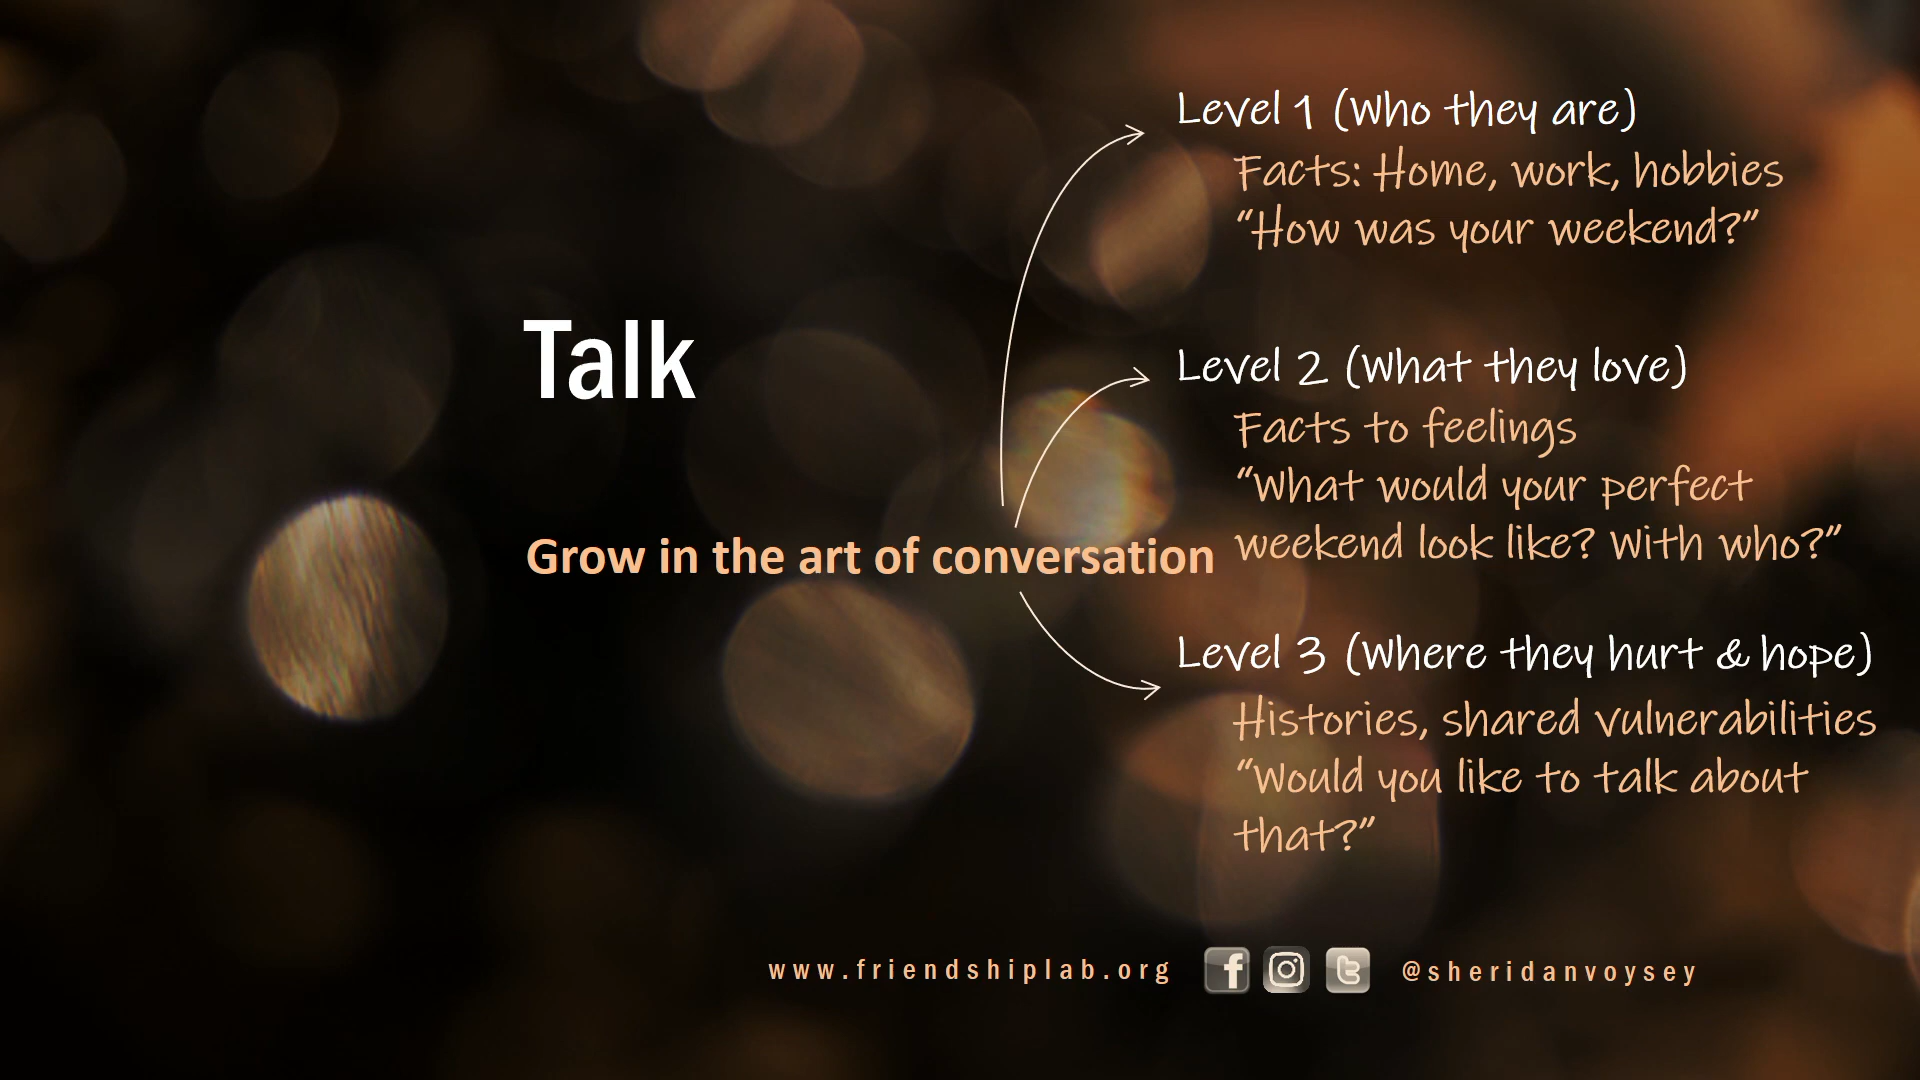 Talk
Grow in the art of conversation
Level 1 (Who they are)
Facts: Home, work, hobbies
“How was your weekend?”
Level 2 (What they love)
Facts to feelings
“What would your perfect
weekend look like? With who?”
Level 3 (Where they hurt & hope)
Histories, shared vulnerabilities
“Would you like to talk about
that?”
www.friendshiplab.org
@sheridanvoysey